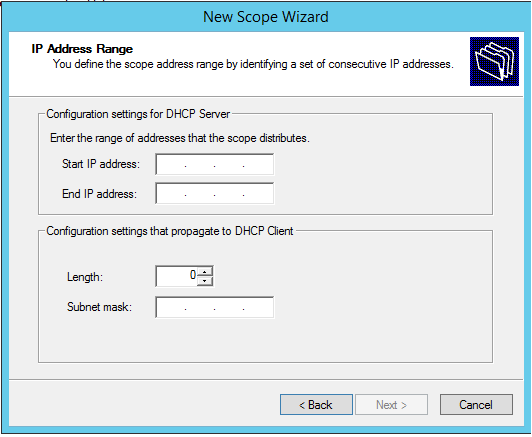 New Scope Wizard
IP Address Range
You define the scope address range by identifying a set of consecutive IP addresses.
Configuration settings for DHCP Server
Enter the range of addresses that the scope distributes.
Start IP address: . . .
End IP address: . . .
Configuration settings that propagate to DHCP Client
Length: 0
Subnet mask: . . .
< Back Next > Cancel